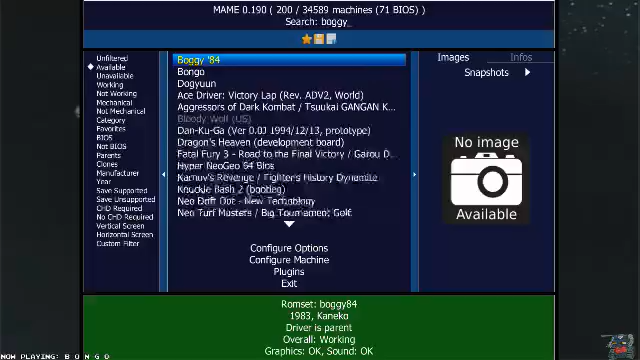 MAME 0.190 ( 200 / 34589 machines (71 BIOS) )
Search: boggy_
Unfiltered
Available
Unavailable
Working
Not Working
Mechanical
Not Mechanical
Category
Favorites
BIOS
Not BIOS
Parents
Clones
Manufacturer
Year
Save Supported
Save Unsupported
CHD Required
No CHD Required
Vertical Screen
Horizontal Screen
Custom Filter
Boggy '84
Bongo
Dogyuun
Ace Driver: Victory Lap (Rev. ADV2, World)
Aggressors of Dark Kombat / Tsuukai GANGAN K...
Bloody Wolf (US)
Dan-Ku-Ga (Ver 0.0J 1994/12/13, prototype)
Dragon's Heaven (development board)
Fatal Fury 3 - Road to the Final Victory / Garou D...
Hyper NeoGeo 64 Bios
Karnov's Revenge / Fighter's History Dynamite
Knuckle Bash 2 (bootleg)
Neo Drift Out - New Technology
Neo Turf Masters / Big Tournament Golf
Configure Options
Configure Machine
Plugins
Exit
Images
Infos
Snapshots
No image
Available
Romset: boggy84
1983, Kaneko
Driver is parent
Overall: Working
Graphics: OK, Sound: OK
NOW PLAYING: B O N G O